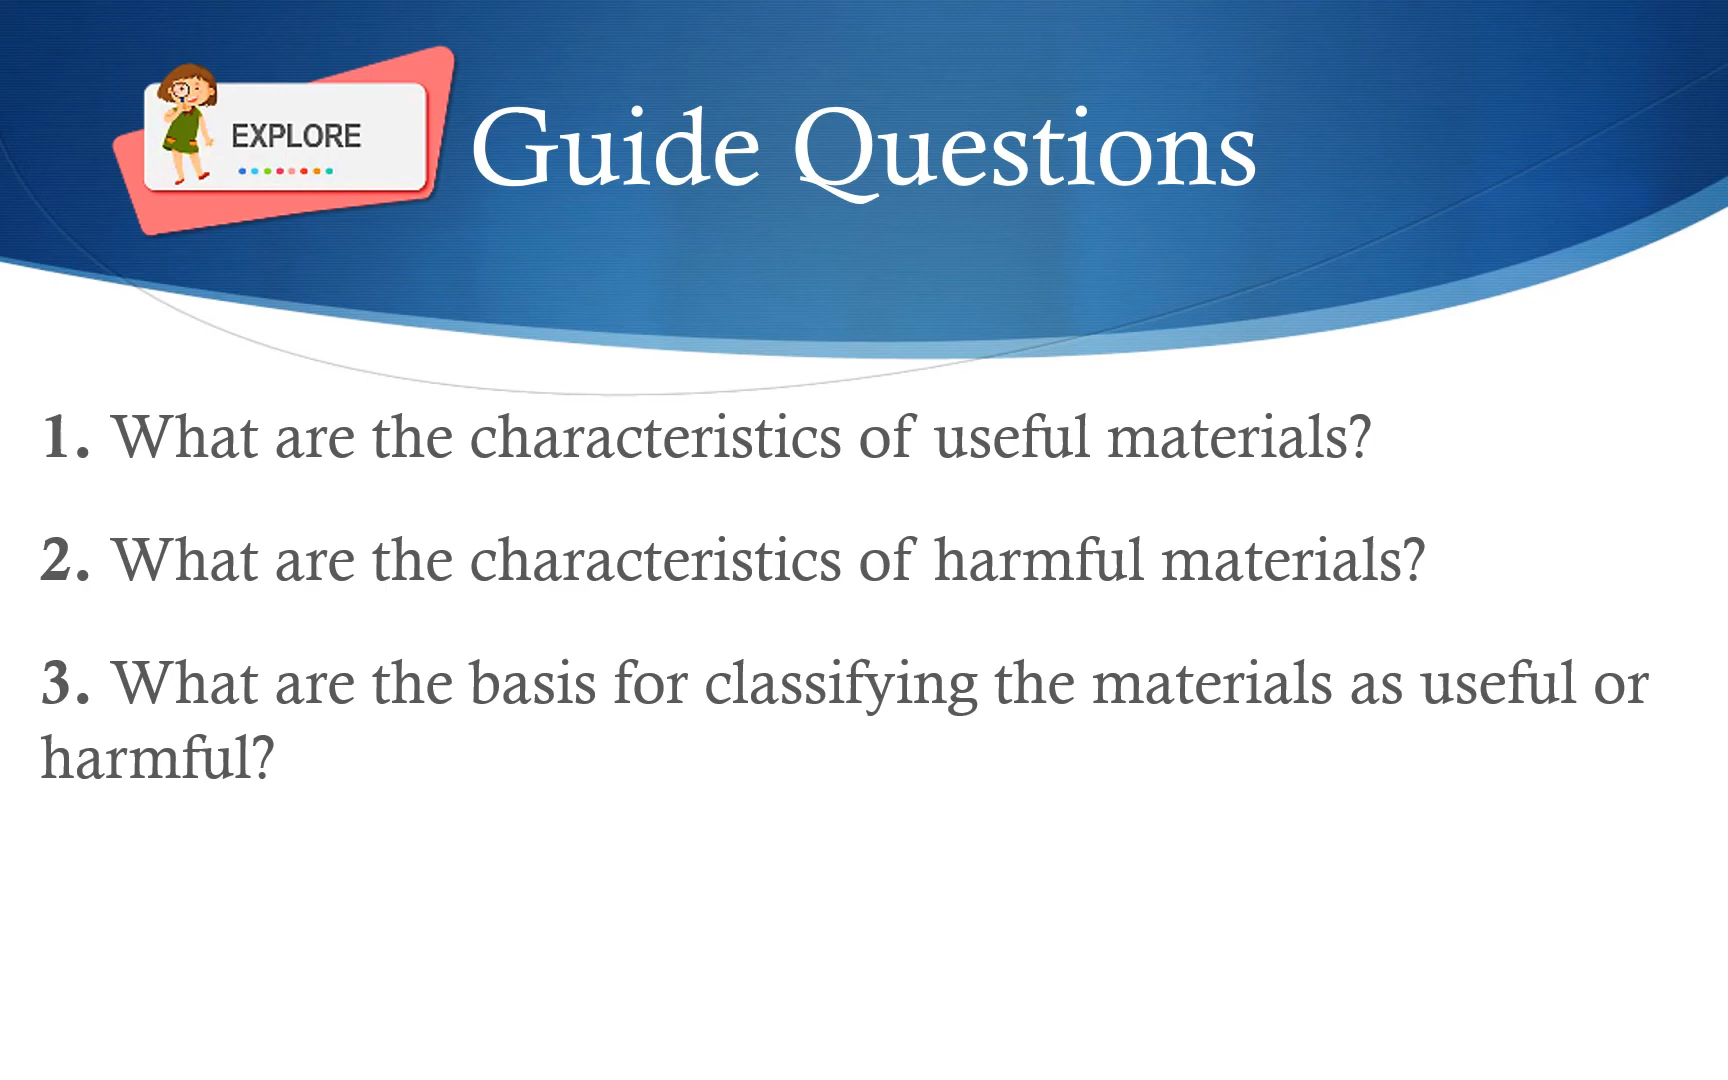 EXPLORE
Guide Questions
1. What are the characteristics of useful materials?
2. What are the characteristics of harmful materials?
3. What are the basis for classifying the materials as useful or
harmful?